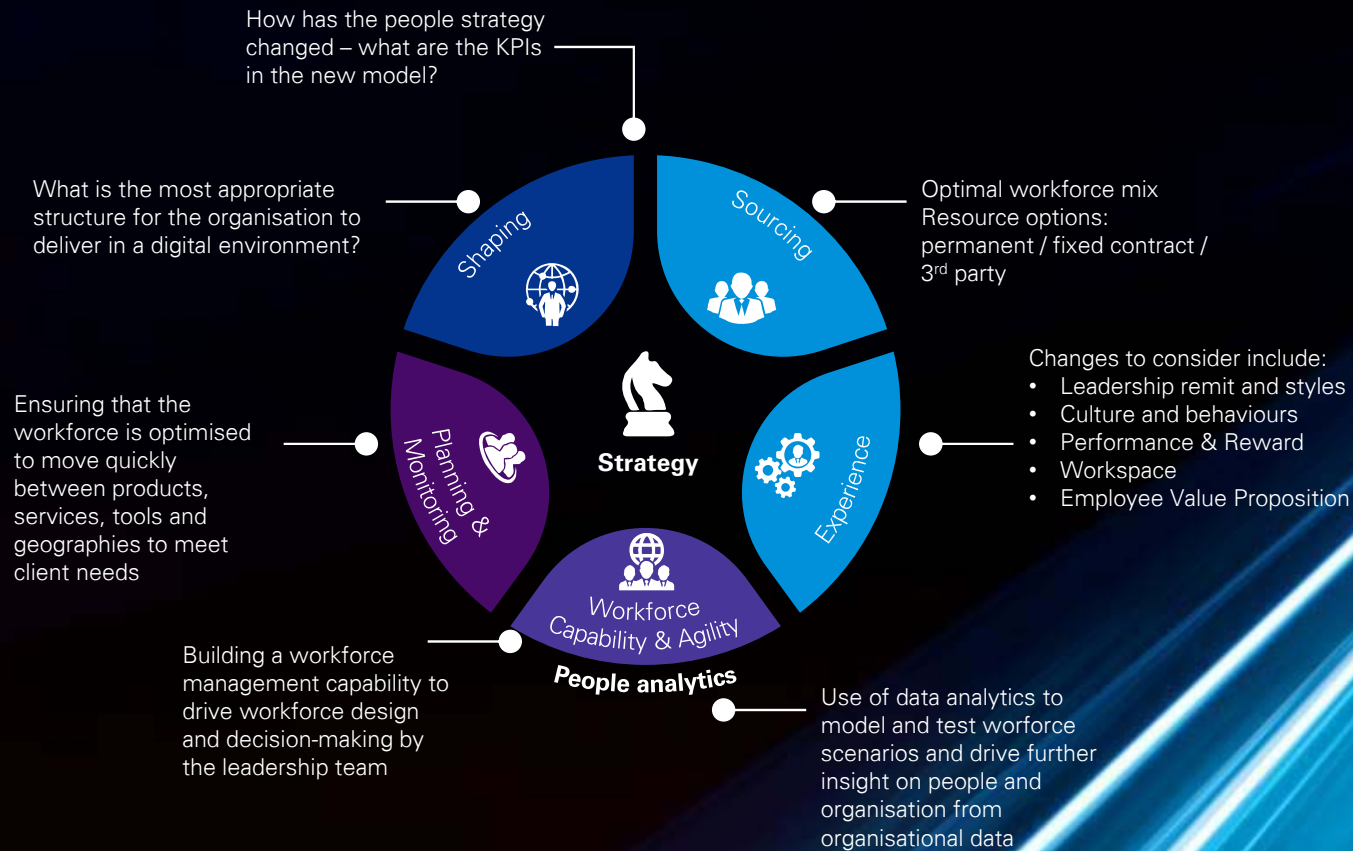 How has the people strategy
changed – what are the KPIs
in the new model?
What is the most appropriate
structure for the organisation to
deliver in a digital environment?
Shaping
Sourcing
Optimal workforce mix
Resource options:
permanent / fixed contract /
3rd party
Ensuring that the
workforce is optimised
to move quickly
between products,
services, tools and
geographies to meet
client needs
Planning &
Monitoring
Strategy
Experience
Changes to consider include:
• Leadership remit and styles
• Culture and behaviours
• Performance & Reward
• Workspace
• Employee Value Proposition
Workforce
Capability & Agility
People analytics
Building a workforce
management capability to
drive workforce design
and decision-making by
the leadership team
Use of data analytics to
model and test worforce
scenarios and drive further
insight on people and
organisation from
organisational data